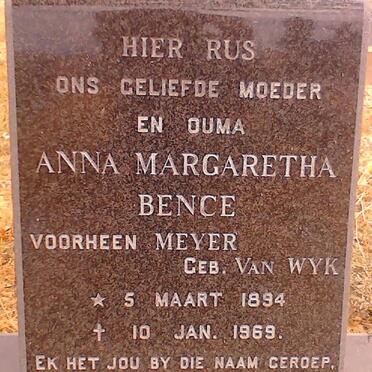 HIER RUS
ONS GELIEFDE MOEDER
EN OUMA
ANNA MARGARETHA
BENCE
VOORHEEN MEYER
GEB. VAN WYK
★ 5 MAART 1894
† 10 JAN. 1969.
EK HET JOU BY DIE NAAM GEROEP,